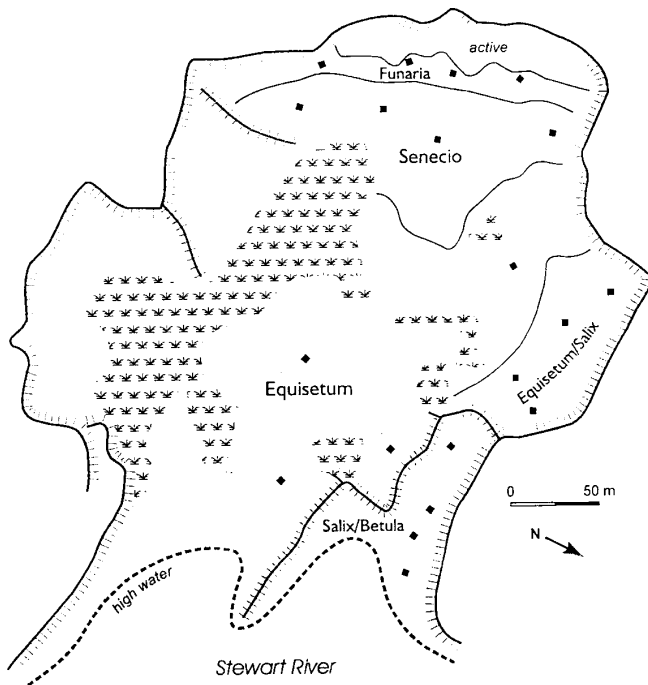 active
Funaria
Senecio
Equisetum/Salix
Equisetum
0 50 m
N
Salix/Betula
high water
Stewart River